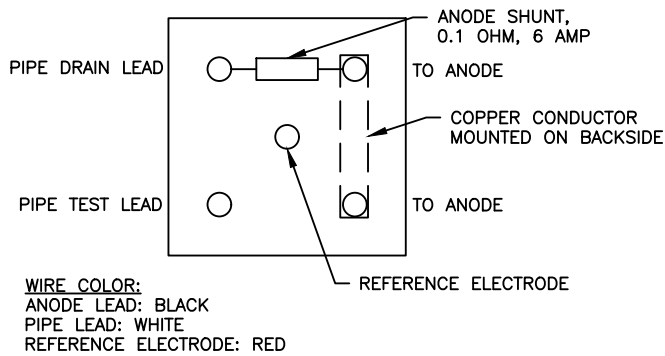 ANODE SHUNT,
0.1 OHM, 6 AMP
PIPE DRAIN LEAD
TO ANODE
COPPER CONDUCTOR
MOUNTED ON BACKSIDE
PIPE TEST LEAD
TO ANODE
REFERENCE ELECTRODE
WIRE COLOR:
ANODE LEAD: BLACK
PIPE LEAD: WHITE
REFERENCE ELECTRODE: RED